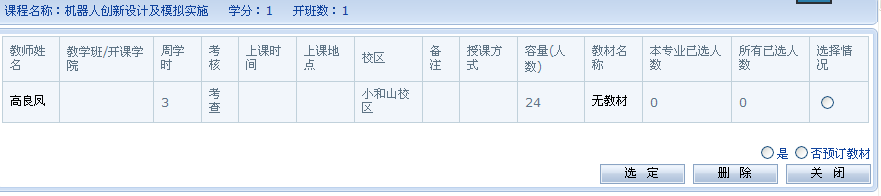 课程名称：机器人创新设计及模拟实施 学分：1 开班数：1
教师姓名 教学班/开课学院 周学时 考核 上课时间 上课地点 校区 备注 授课方式 容量(人数) 教材名称 本专业已选人数 所有已选人数 选择情况
高良凤 3 考查 小和山校区 24 无教材 0 0
是 否预订教材
选 定 删 除 关 闭